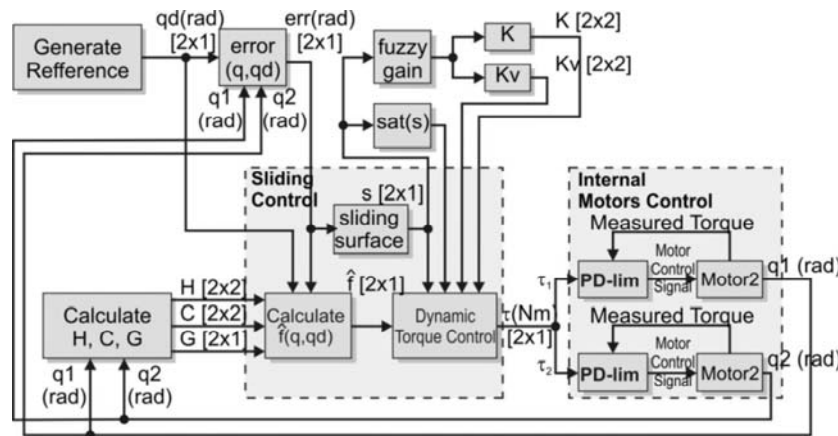 Generate
Refference
qd(rad)
[2x1]
error
(q,qd)
err(rad)
[2x1]
q1
(rad)
q2
(rad)
fuzzy
gain
K
Kv
K [2x2]
Kv [2x2]
sat(s)
Sliding
Control
s [2x1]
sliding
surface
H [2x2]
C [2x2]
G [2x1]
Calculate
H, C, G
q1
(rad)
q2
(rad)
Calculate
f̂(q,qd)
f̂ [2x1]
Dynamic
Torque Control
τ(Nm)
[2x1]
Internal
Motors Control
Measured Torque
τ₁
PD-lim
Motor
Control
Signal
Motor2
q1 (rad)
Measured Torque
τ₂
PD-lim
Motor
Control
Signal
Motor2
q2 (rad)